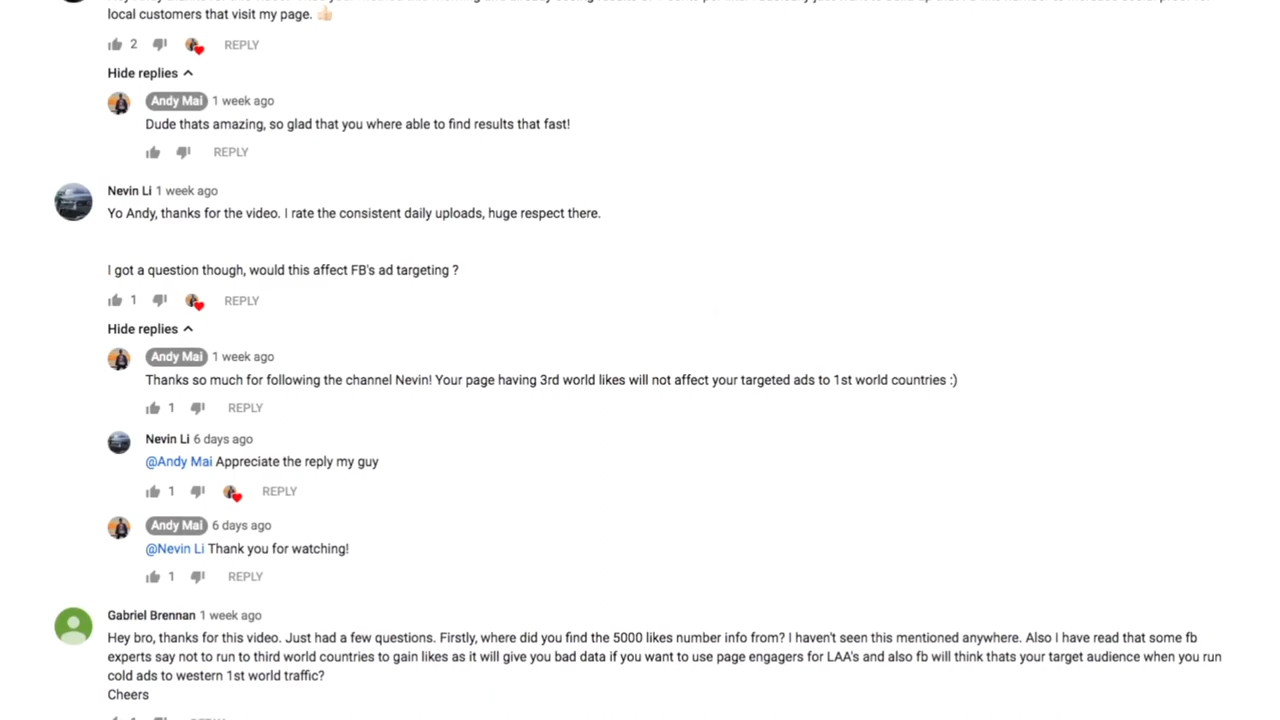 local customers that visit my page. 👍🏻
2 REPLY
Hide replies
Andy Mai 1 week ago
Dude thats amazing, so glad that you where able to find results that fast!
REPLY
Nevin Li 1 week ago
Yo Andy, thanks for the video. I rate the consistent daily uploads, huge respect there.
I got a question though, would this affect FB's ad targeting ?
1 REPLY
Hide replies
Andy Mai 1 week ago
Thanks so much for following the channel Nevin! Your page having 3rd world likes will not affect your targeted ads to 1st world countries :)
1 REPLY
Nevin Li 6 days ago
@Andy Mai Appreciate the reply my guy
1 REPLY
Andy Mai 6 days ago
@Nevin Li Thank you for watching!
1 REPLY
Gabriel Brennan 1 week ago
Hey bro, thanks for this video. Just had a few questions. Firstly, where did you find the 5000 likes number info from? I haven't seen this mentioned anywhere. Also I have read that some fb
experts say not to run to third world countries to gain likes as it will give you bad data if you want to use page engagers for LAA's and also fb will think thats your target audience when you run
cold ads to western 1st world traffic?
Cheers